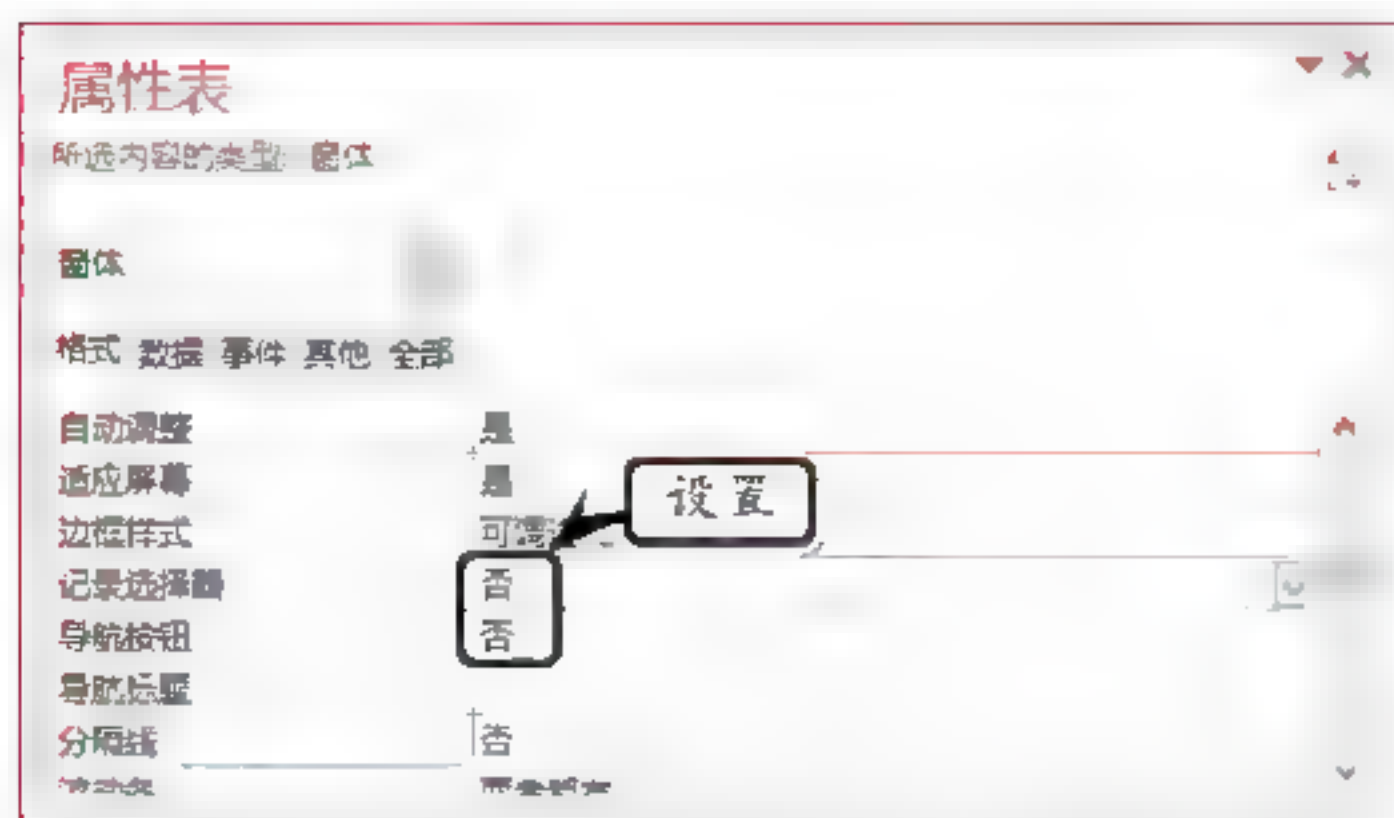 属性表
所选内容的类型: 窗体
窗体
格式 数据 事件 其他 全部
自动调整 是
适应屏幕 是
设置
边框样式 可调
记录选择器 否
导航按钮 否
导航标题
分隔线 否
滚动条